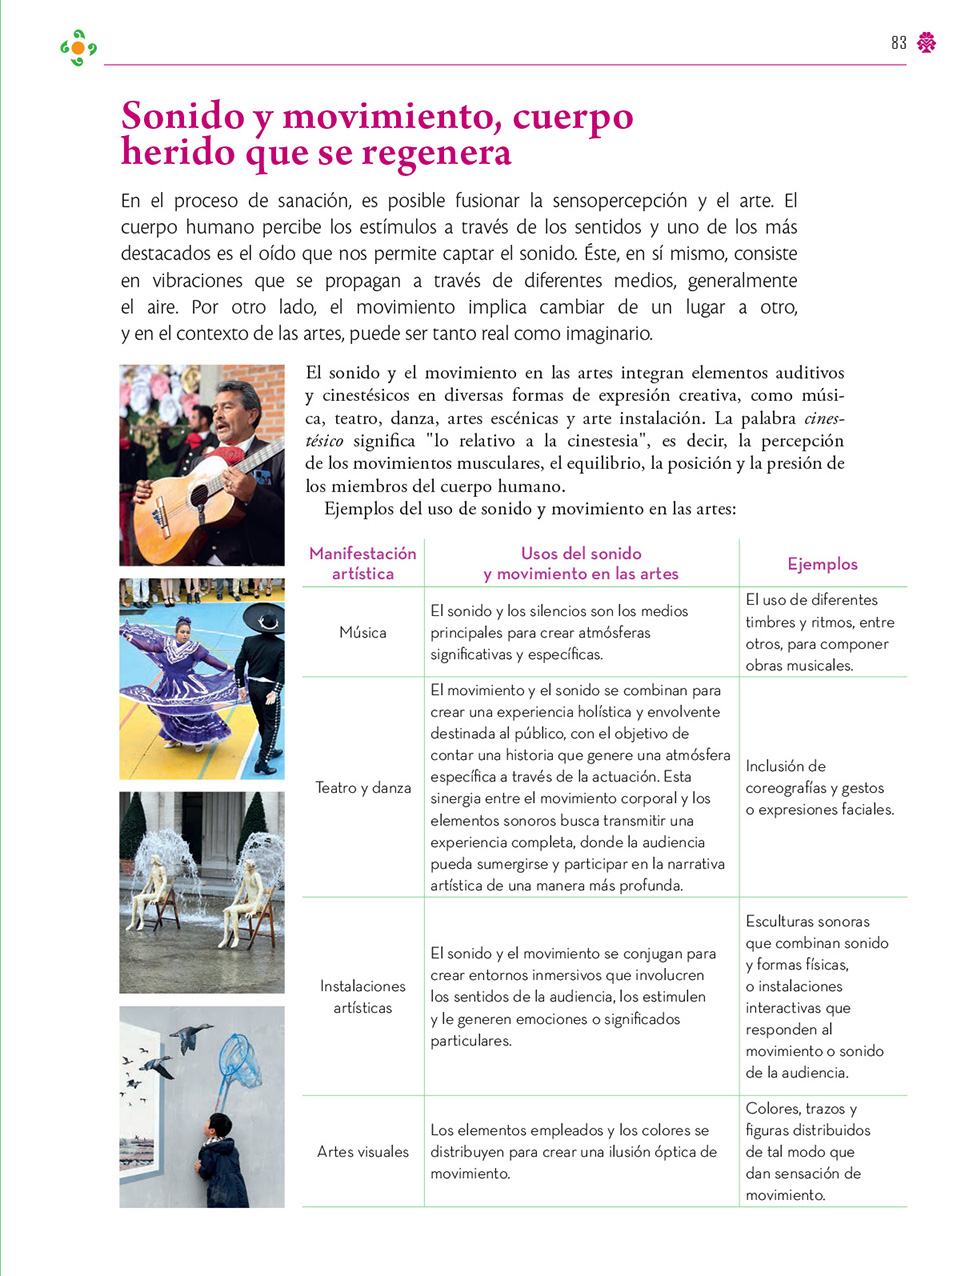 83
Sonido y movimiento, cuerpo
herido que se regenera
En el proceso de sanación, es posible fusionar la sensopercepción y el arte. El
cuerpo humano percibe los estímulos a través de los sentidos y uno de los más
destacados es el oído que nos permite captar el sonido. Éste, en sí mismo, consiste
en vibraciones que se propagan a través de diferentes medios, generalmente
el aire. Por otro lado, el movimiento implica cambiar de un lugar a otro,
y en el contexto de las artes, puede ser tanto real como imaginario.
El sonido y el movimiento en las artes integran elementos auditivos
y cinestésicos en diversas formas de expresión creativa, como músi-
ca, teatro, danza, artes escénicas y arte instalación. La palabra cines-
tésico significa "lo relativo a la cinestesia", es decir, la percepción
de los movimientos musculares, el equilibrio, la posición y la presión de
los miembros del cuerpo humano.
Ejemplos del uso de sonido y movimiento en las artes:
Manifestación
artística
Usos del sonido
y movimiento en las artes
Ejemplos
Música
El sonido y los silencios son los medios
principales para crear atmósferas
significativas y específicas.
El uso de diferentes
timbres y ritmos, entre
otros, para componer
obras musicales.
Teatro y danza
El movimiento y el sonido se combinan para
crear una experiencia holística y envolvente
destinada al público, con el objetivo de
contar una historia que genere una atmósfera
específica a través de la actuación. Esta
sinergia entre el movimiento corporal y los
elementos sonoros busca transmitir una
experiencia completa, donde la audiencia
pueda sumergirse y participar en la narrativa
artística de una manera más profunda.
Inclusión de
coreografías y gestos
o expresiones faciales.
Instalaciones
artísticas
El sonido y el movimiento se conjugan para
crear entornos inmersivos que involucren
los sentidos de la audiencia, los estimulen
y le generen emociones o significados
particulares.
Esculturas sonoras
que combinan sonido
y formas físicas,
o instalaciones
interactivas que
responden al
movimiento o sonido
de la audiencia.
Artes visuales
Los elementos empleados y los colores se
distribuyen para crear una ilusión óptica de
movimiento.
Colores, trazos y
figuras distribuidos
de tal modo que
dan sensación de
movimiento.